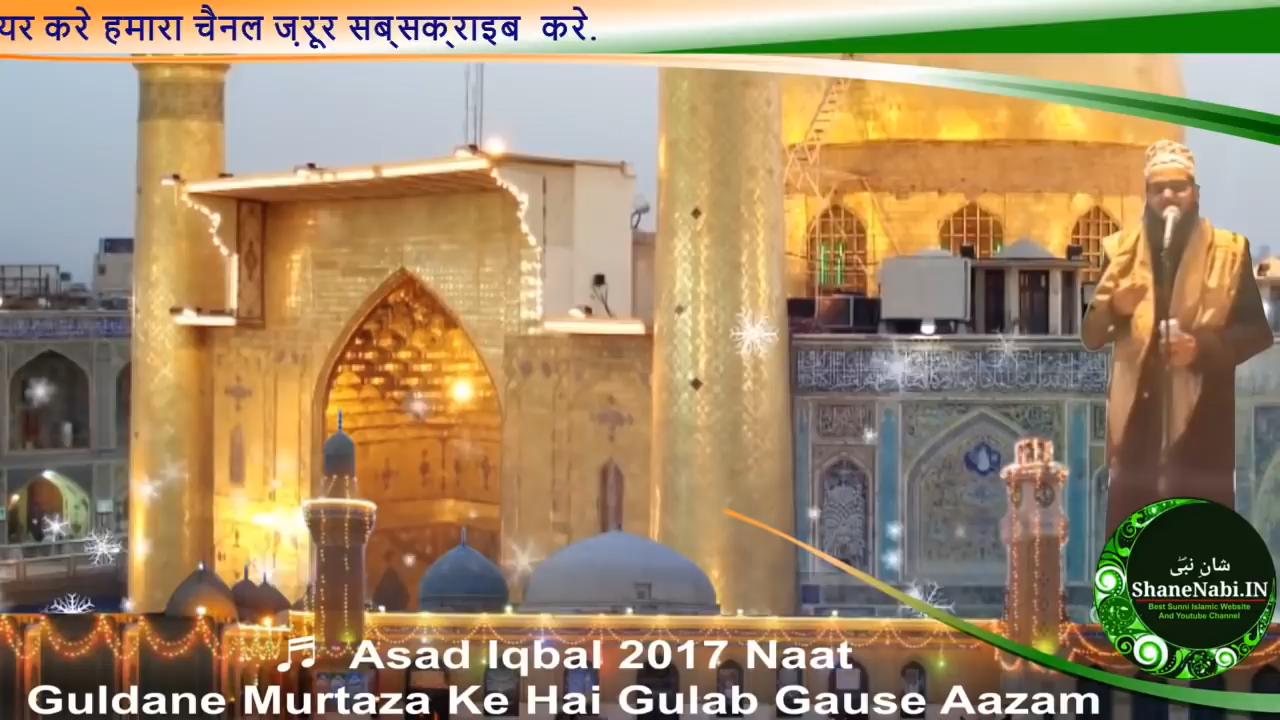 यर करे हमारा चैनल ज़रूर सब्सक्राइब करे.
شان نبی
ShaneNabi.IN
Best Sunni Islamic Website
And Youtube Channel
Asad Iqbal 2017 Naat
Guldane Murtaza Ke Hai Gulab Gause Aazam